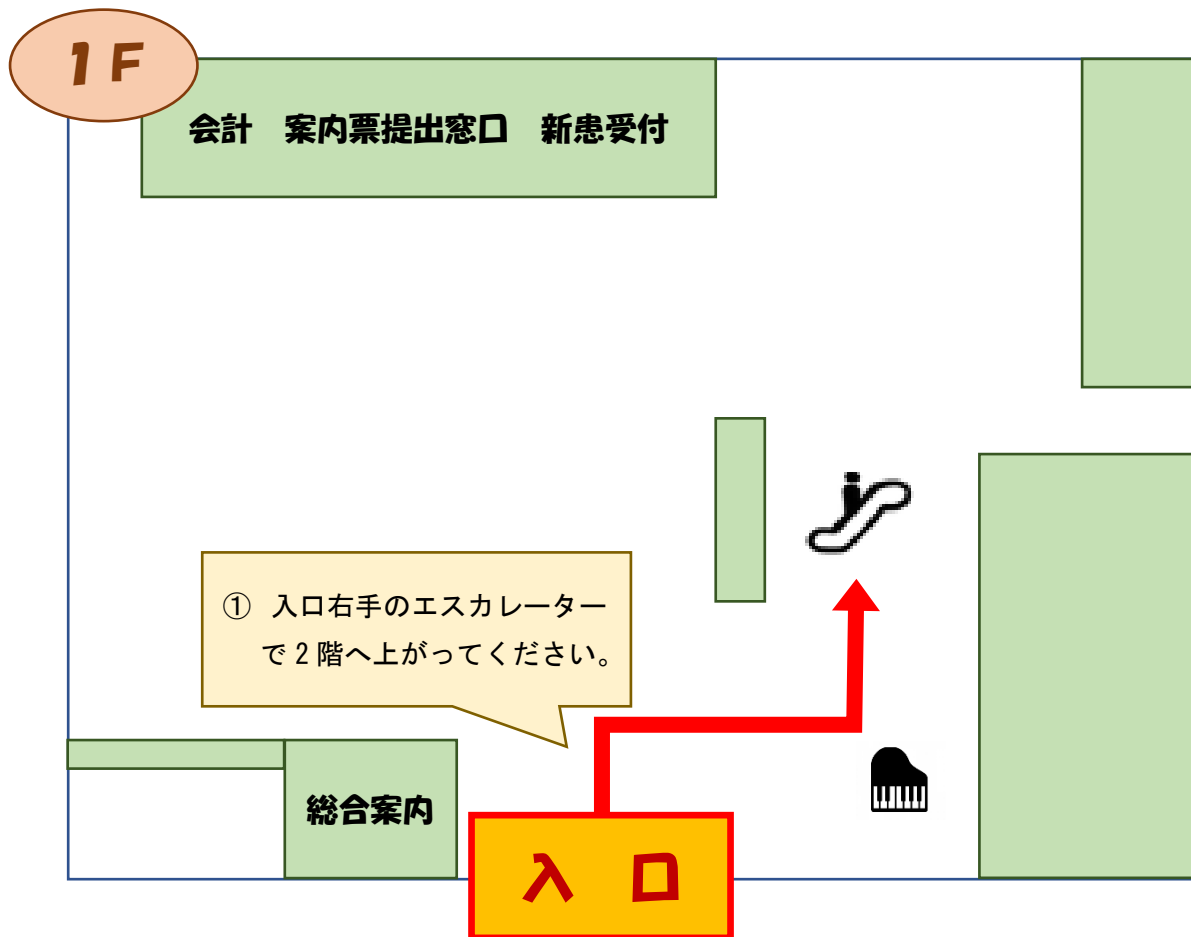 1F
会計　案内票提出窓口　新患受付
① 入口右手のエスカレーター
で2階へ上がってください。
総合案内
入　口